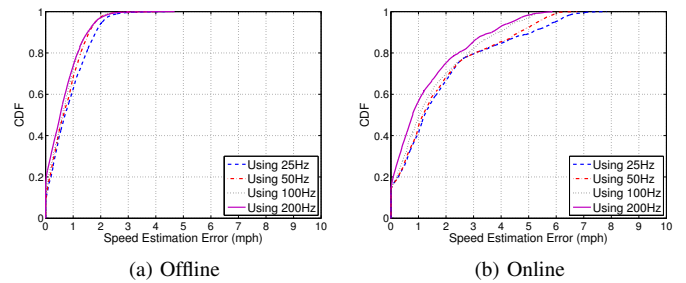 1
0.8
0.6
0.4
0.2
0
CDF
0 1 2 3 4 5 6 7 8 9 10
Speed Estimation Error (mph)
Using 25Hz
Using 50Hz
Using 100Hz
Using 200Hz
(a) Offline
1
0.8
0.6
0.4
0.2
0
CDF
0 1 2 3 4 5 6 7 8 9 10
Speed Estimation Error (mph)
Using 25Hz
Using 50Hz
Using 100Hz
Using 200Hz
(b) Online